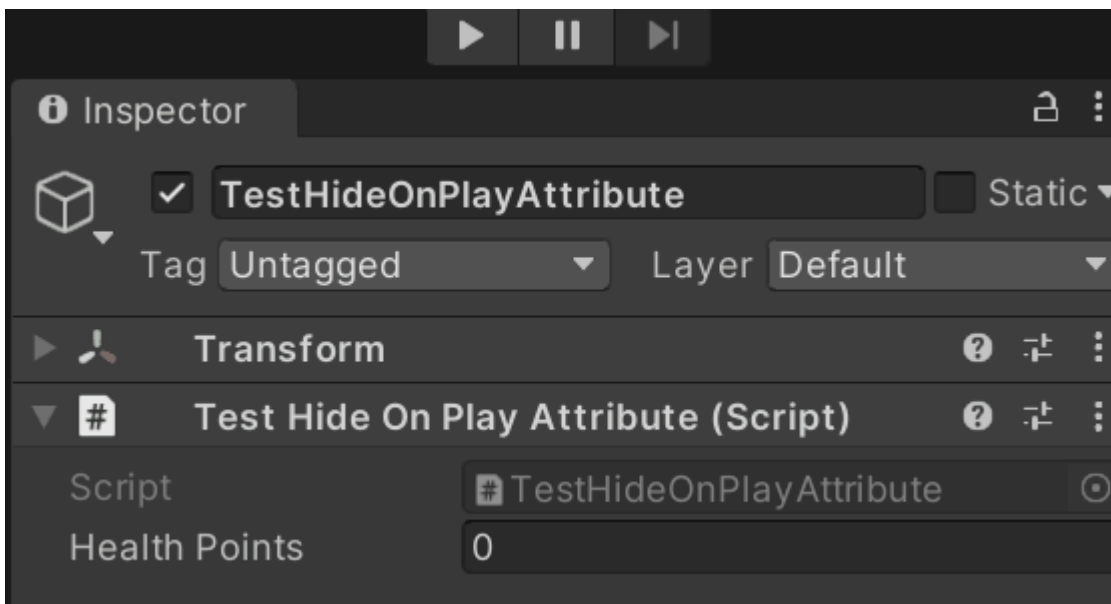 Inspector
TestHideOnPlayAttribute Static
Tag Untagged Layer Default
Transform
# Test Hide On Play Attribute (Script)
Script # TestHideOnPlayAttribute
Health Points 0